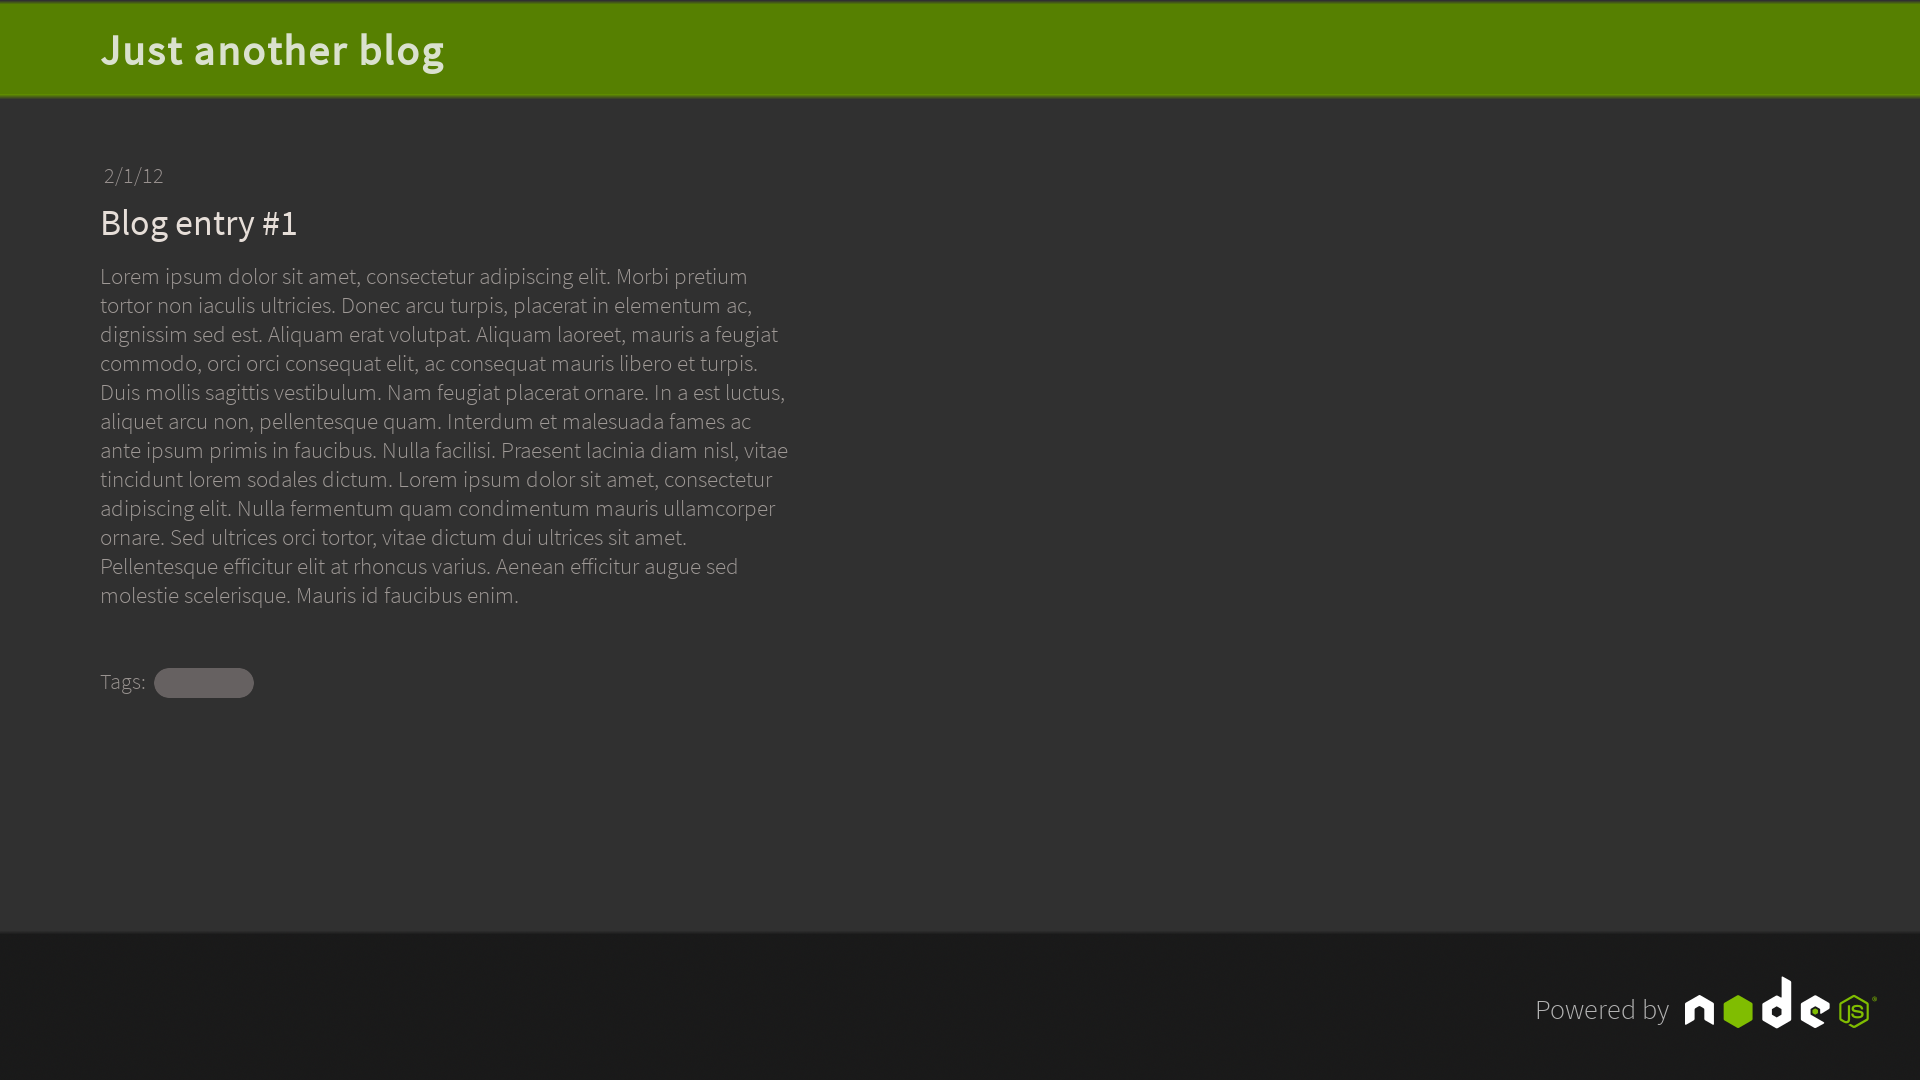 Just another blog
2/1/12
Blog entry #1
Lorem ipsum dolor sit amet, consectetur adipiscing elit. Morbi pretium
tortor non iaculis ultricies. Donec arcu turpis, placerat in elementum ac,
dignissim sed est. Aliquam erat volutpat. Aliquam laoreet, mauris a feugiat
commodo, orci orci consequat elit, ac consequat mauris libero et turpis.
Duis mollis sagittis vestibulum. Nam feugiat placerat ornare. In a est luctus,
aliquet arcu non, pellentesque quam. Interdum et malesuada fames ac
ante ipsum primis in faucibus. Nulla facilisi. Praesent lacinia diam nisl, vitae
tincidunt lorem sodales dictum. Lorem ipsum dolor sit amet, consectetur
adipiscing elit. Nulla fermentum quam condimentum mauris ullamcorper
ornare. Sed ultrices orci tortor, vitae dictum dui ultrices sit amet.
Pellentesque efficitur elit at rhoncus varius. Aenean efficitur augue sed
molestie scelerisque. Mauris id faucibus enim.
Tags:
Powered by node JS®